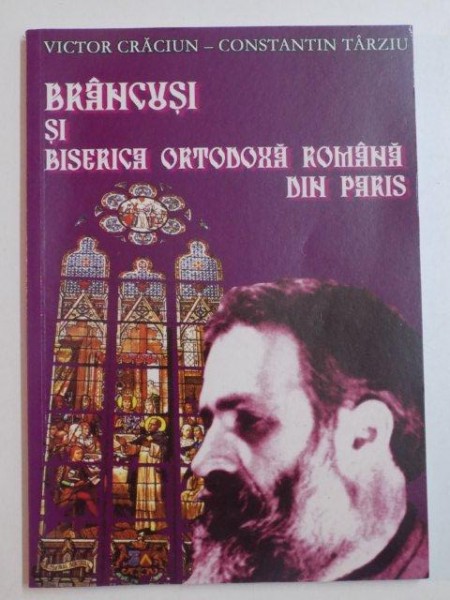 VICTOR CRĂCIUN – CONSTANTIN TÂRZIU
BRÂNCUȘI
ȘI
BISERICA ORTODOXĂ ROMÂNĂ
DIN PARIS